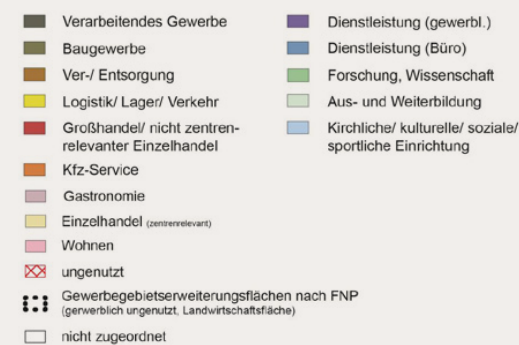 Verarbeitendes Gewerbe
Baugewerbe
Ver-/ Entsorgung
Logistik/ Lager/ Verkehr
Großhandel/ nicht zentren-
relevanter Einzelhandel
Kfz-Service
Gastronomie
Einzelhandel (zentrenrelevant)
Wohnen
ungenutzt
Gewerbegebietserweiterungsflächen nach FNP
(gerwerblich ungenutzt, Landwirtschaftsfläche)
nicht zugeordnet
Dienstleistung (gewerbl.)
Dienstleistung (Büro)
Forschung, Wissenschaft
Aus- und Weiterbildung
Kirchliche/ kulturelle/ soziale/
sportliche Einrichtung